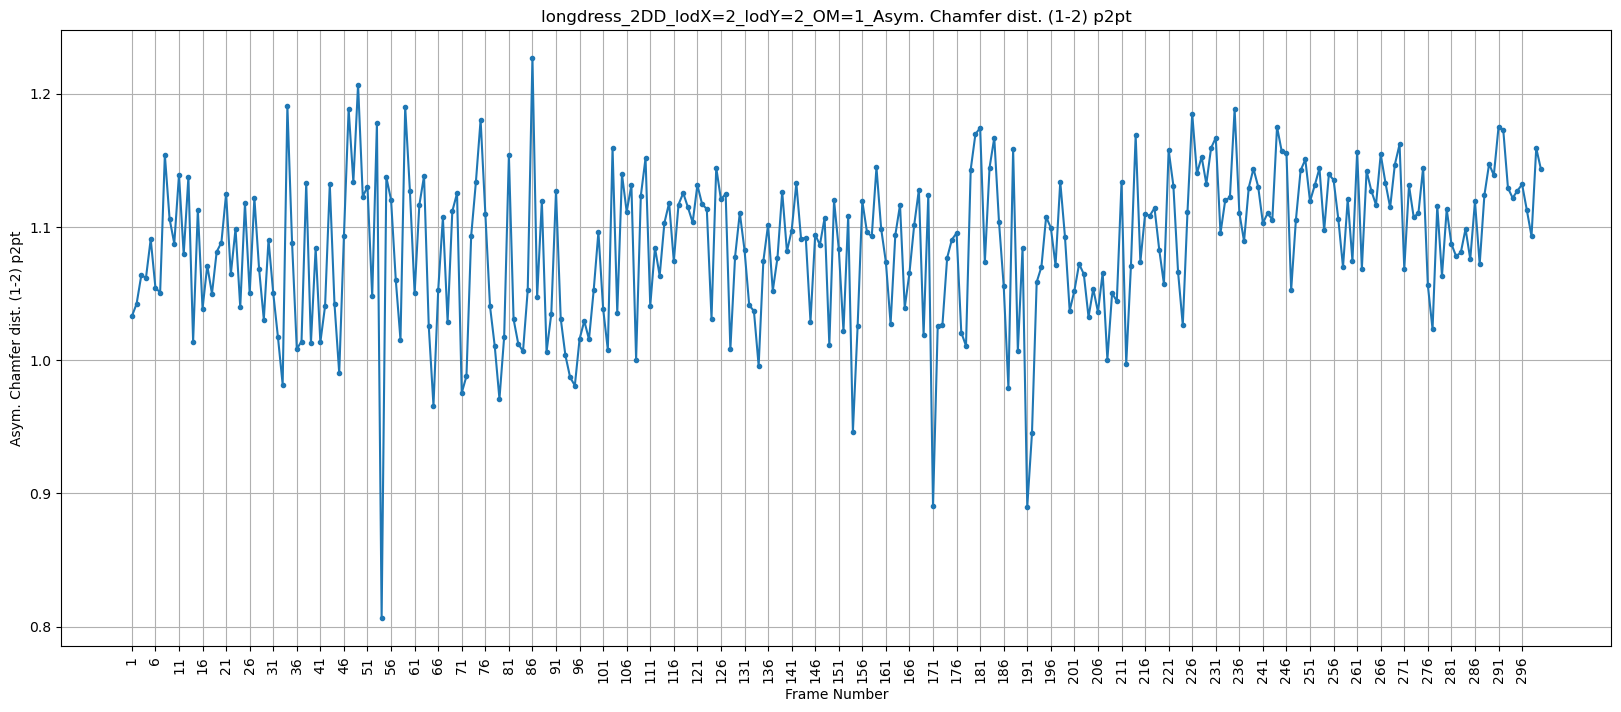 longdress_2DD_lodX=2_lodY=2_OM=1_Asym. Chamfer dist. (1-2) p2pt
Asym. Chamfer dist. (1-2) p2pt
1.2
1.1
1.0
0.9
0.8
1 6 11 16 21 26 31 36 41 46 51 56 61 66 71 76 81 86 91 96 101 106 111 116 121 126 131 136 141 146 151 156 161 166 171 176 181 186 191 196 201 206 211 216 221 226 231 236 241 246 251 256 261 266 271 276 281 286 291 296
Frame Number